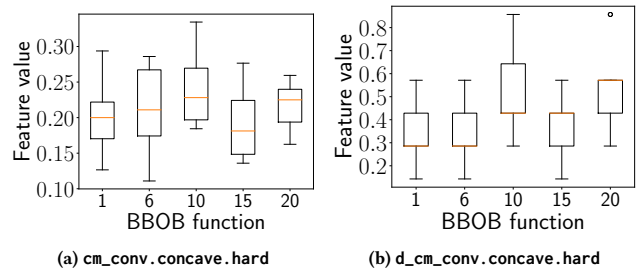 0.30
0.25
0.20
0.15
0.10
Feature value
1 6 10 15 20
BBOB function
(a) cm_conv.concave.hard
0.8
0.7
0.6
0.5
0.4
0.3
0.2
Feature value
1 6 10 15 20
BBOB function
(b) d_cm_conv.concave.hard